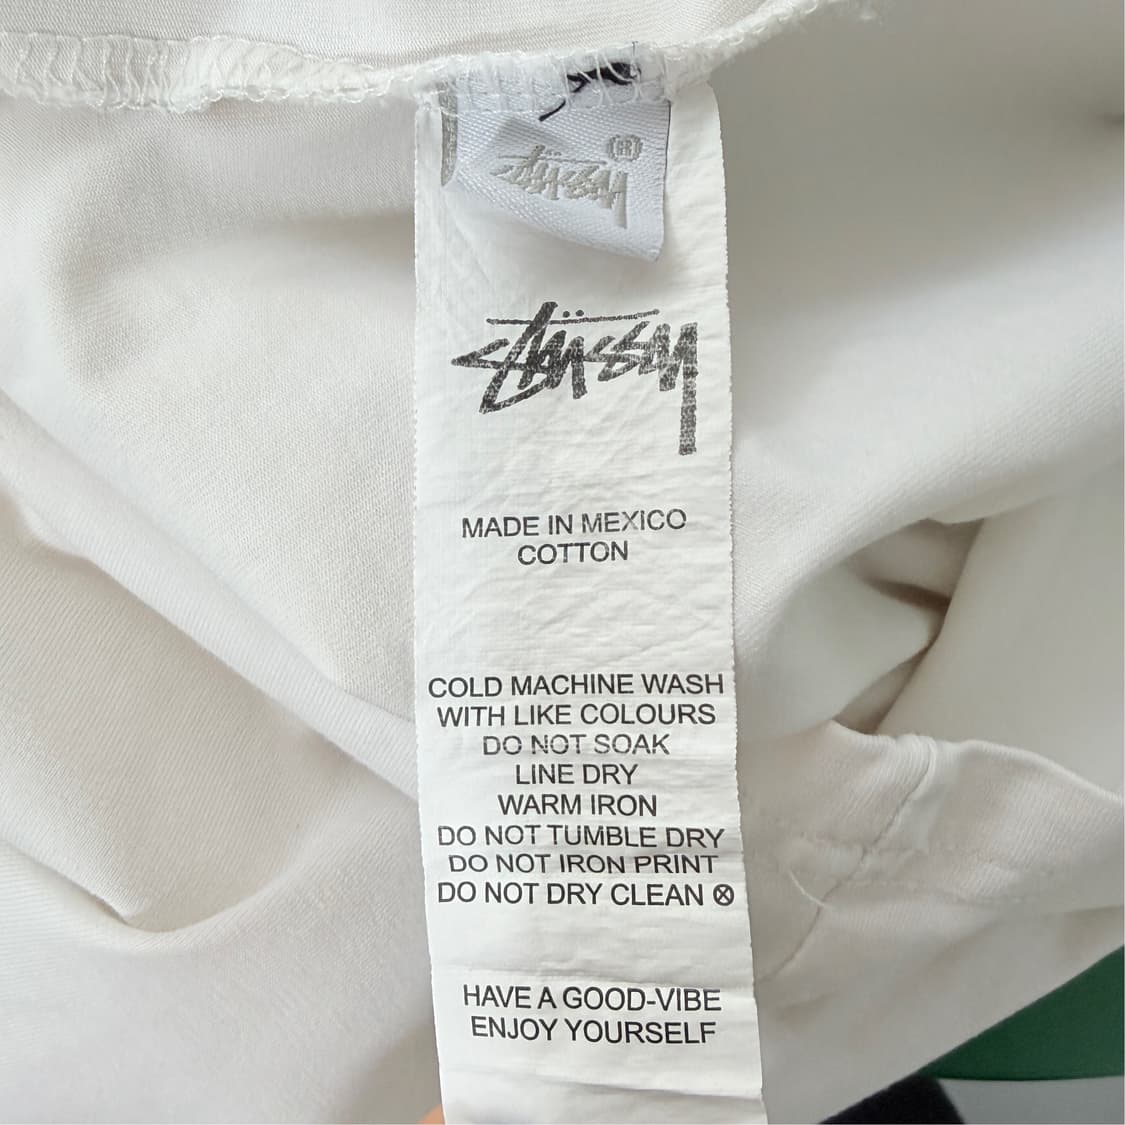 STÜSSY
RR
STÜSSY
MADE IN MEXICO
COTTON
COLD MACHINE WASH
WITH LIKE COLOURS
DO NOT SOAK
LINE DRY
WARM IRON
DO NOT TUMBLE DRY
DO NOT IRON PRINT
DO NOT DRY CLEAN ⓧ
HAVE A GOOD-VIBE
ENJOY YOURSELF